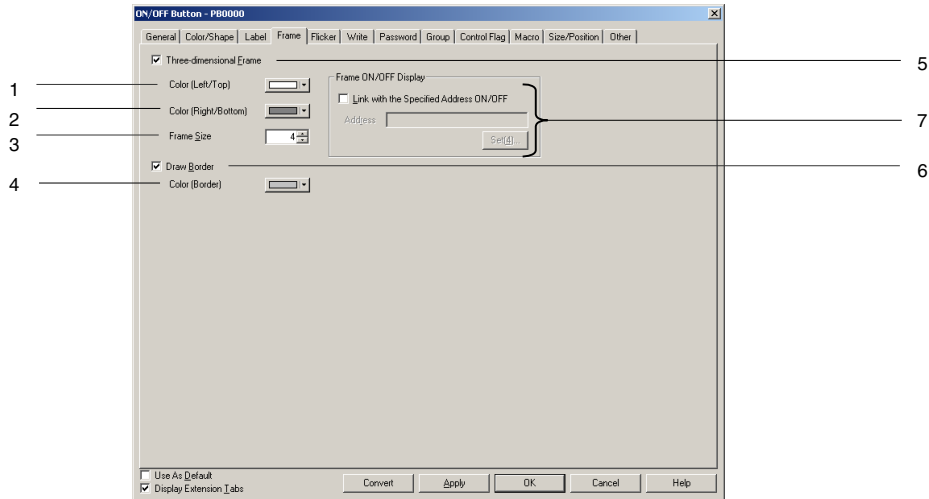 ON/OFF Button - PB0000
General Color/Shape Label Frame Flicker Write Password Group Control Flag Macro Size/Position Other
Three-dimensional Frame
5
1
Color (Left/Top)
Frame ON/OFF Display
Link with the Specified Address ON/OFF
2
Color (Right/Bottom)
Address
7
3
Frame Size
4
Set(4)...
Draw Border
6
4
Color (Border)
Use As Default
Display Extension Tabs
Convert Apply OK Cancel Help